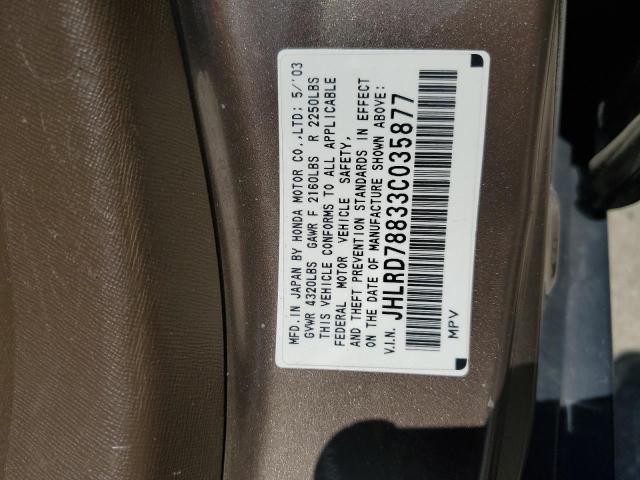 MFD.IN JAPAN BY HONDA MOTOR CO.,LTD: 5/'03
GVWR 4320LBS GAWR F 2160LBS R 2250LBS
THIS VEHICLE CONFORMS TO ALL APPLICABLE
FEDERAL MOTOR VEHICLE SAFETY,
AND THEFT PREVENTION STANDARDS IN EFFECT
ON THE DATE OF MANUFACTURE SHOWN ABOVE:
V.I.N. JHLRD78833C035877
MPV